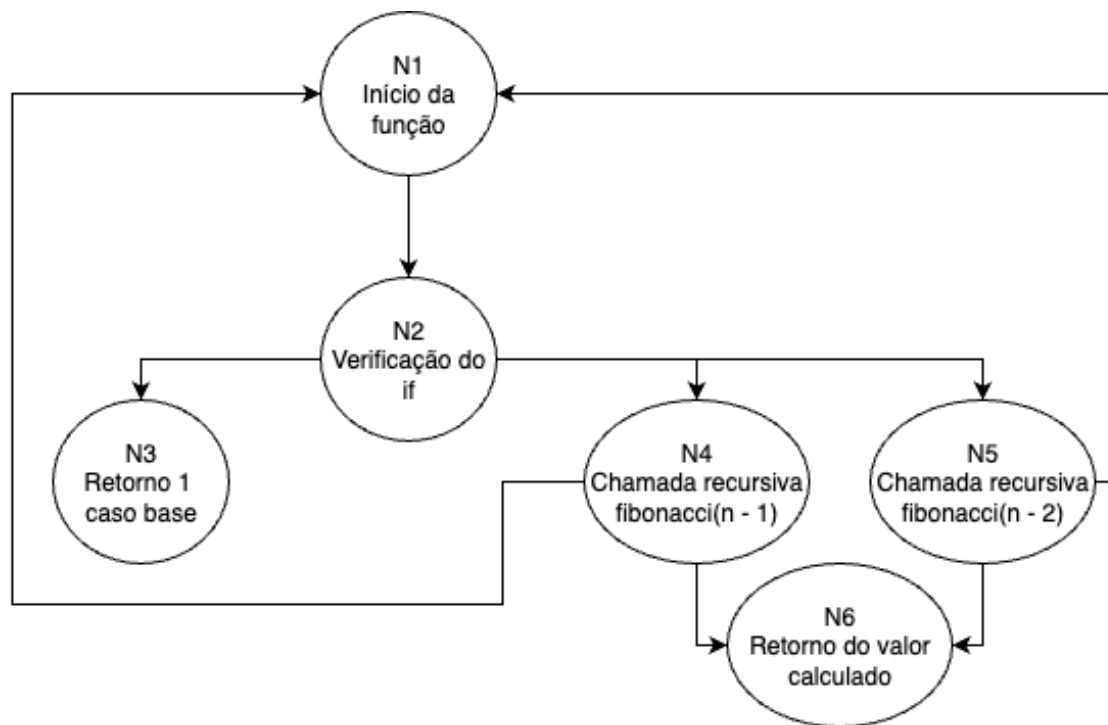 N1
Início da
função
N2
Verificação do
if
N3
Retorno 1
caso base
N4
Chamada recursiva
fibonacci(n - 1)
N5
Chamada recursiva
fibonacci(n - 2)
N6
Retorno do valor
calculado